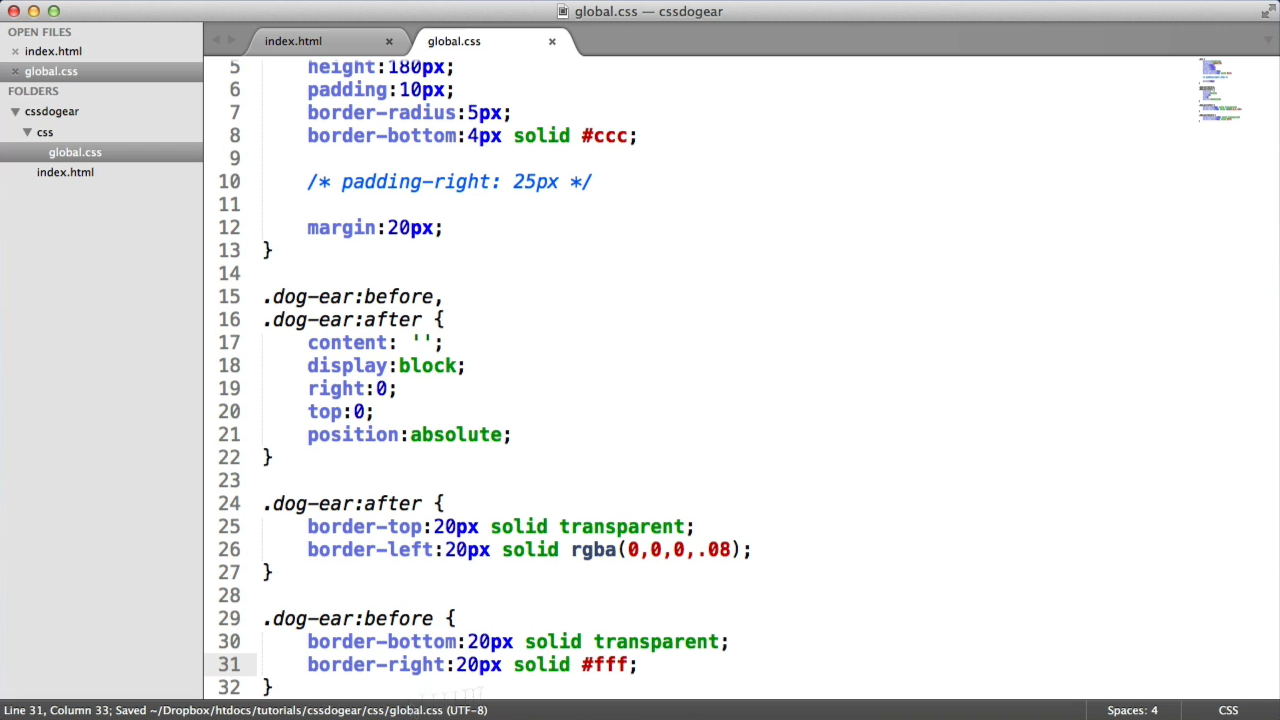 global.css — cssdogear
OPEN FILES
index.html
global.css
FOLDERS
cssdogear
css
global.css
index.html
index.html
global.css
5 height:180px;
6 padding:10px;
7 border-radius:5px;
8 border-bottom:4px solid #ccc;
9
10 /* padding-right: 25px */
11
12 margin:20px;
13 }
14
15 .dog-ear:before,
16 .dog-ear:after {
17 content: '';
18 display:block;
19 right:0;
20 top:0;
21 position:absolute;
22 }
23
24 .dog-ear:after {
25 border-top:20px solid transparent;
26 border-left:20px solid rgba(0,0,0,.08);
27 }
28
29 .dog-ear:before {
30 border-bottom:20px solid transparent;
31 border-right:20px solid #fff;
32 }
Line 31, Column 33; Saved ~/Dropbox/htdocs/tutorials/cssdogear/css/global.css (UTF-8)
Spaces: 4
CSS